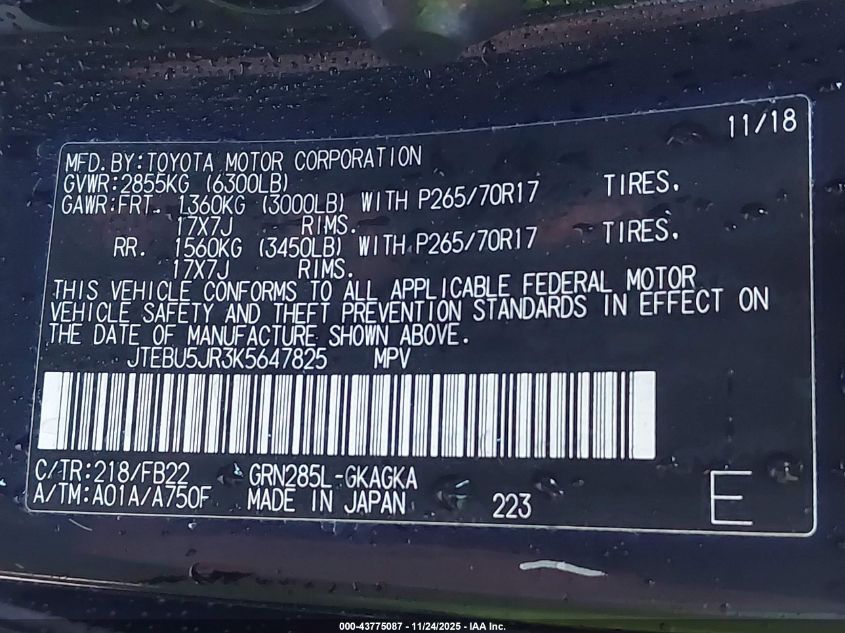 11/18
MFD. BY: TOYOTA MOTOR CORPORATION
GVWR: 2855KG (6300LB)
GAWR: FRT. 1360KG (3000LB) WITH P265/70R17 TIRES.
17X7J RIMS.
RR. 1560KG (3450LB) WITH P265/70R17 TIRES.
17X7J RIMS.
THIS VEHICLE CONFORMS TO ALL APPLICABLE FEDERAL MOTOR
VEHICLE SAFETY AND THEFT PREVENTION STANDARDS IN EFFECT ON
THE DATE OF MANUFACTURE SHOWN ABOVE.
JTEBU5JR3K5647825 MPV
C/TR: 218/FB22 GRN285L-GKAGKA
A/TM: A01A/A750F MADE IN JAPAN 223 E
000-43775087 - 11/24/2025 - IAA Inc.